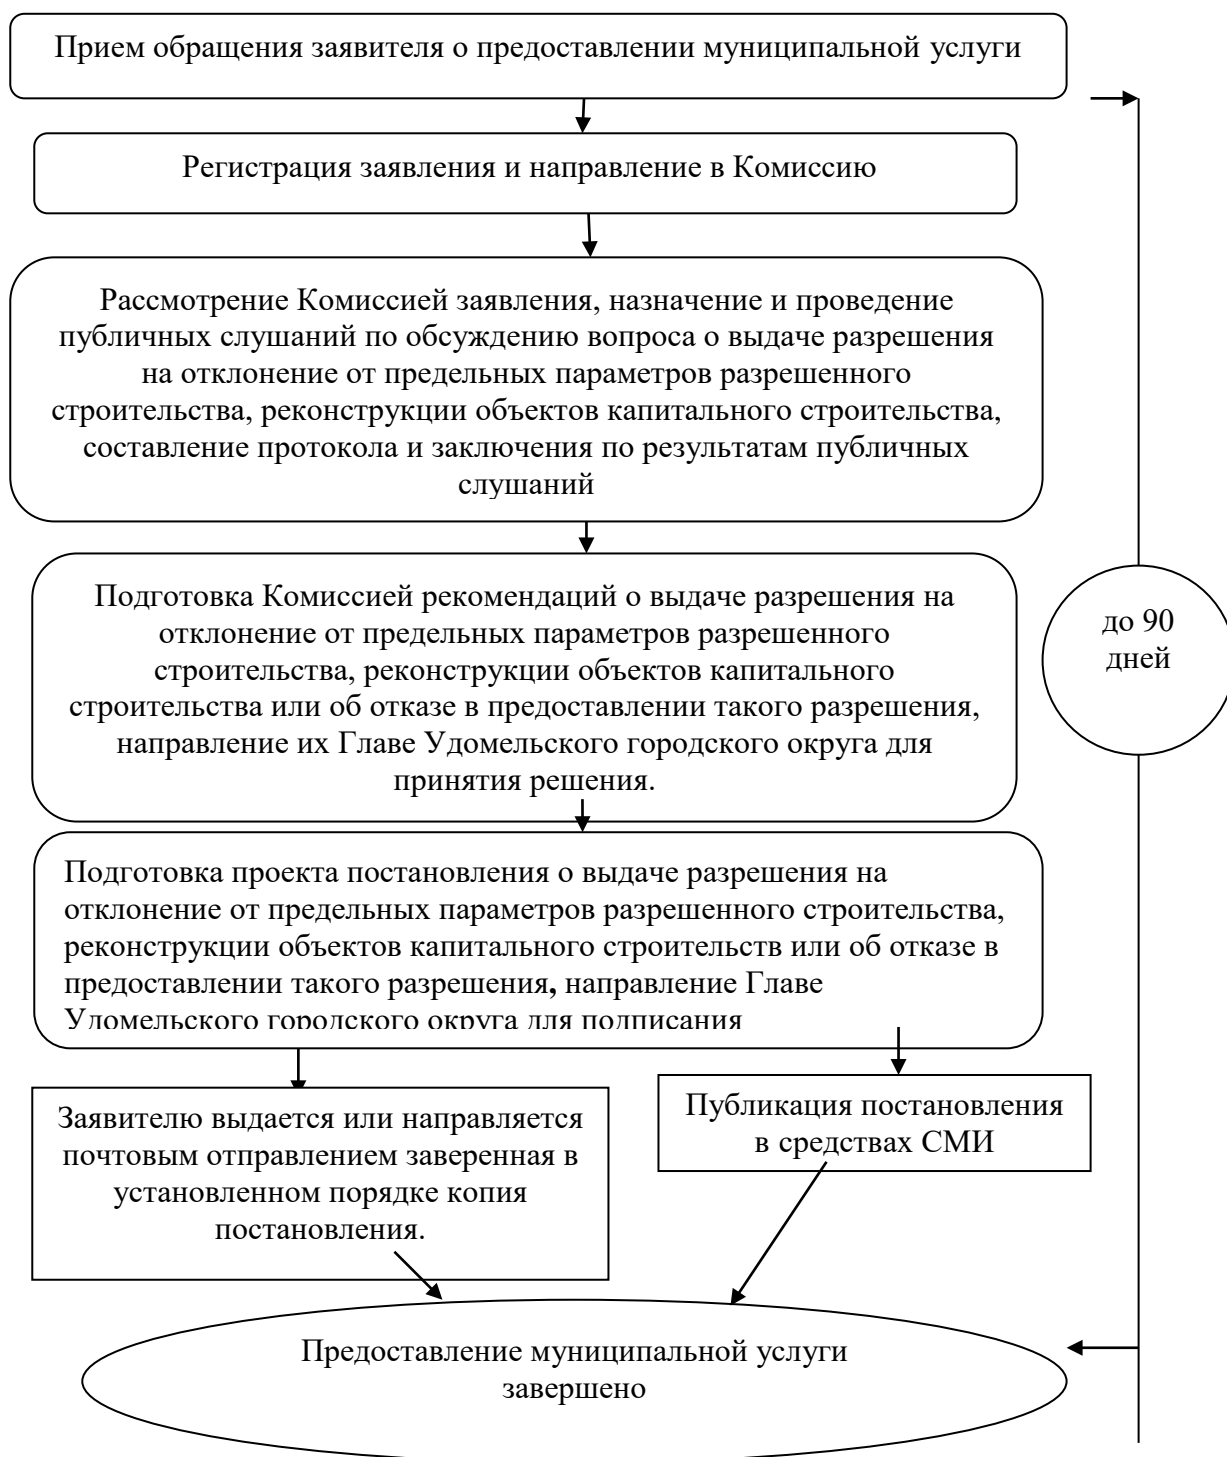 Прием обращения заявителя о предоставлении муниципальной услуги
Регистрация заявления и направление в Комиссию
Рассмотрение Комиссией заявления, назначение и проведение
публичных слушаний по обсуждению вопроса о выдаче разрешения
на отклонение от предельных параметров разрешенного
строительства, реконструкции объектов капитального строительства,
составление протокола и заключения по результатам публичных
слушаний
Подготовка Комиссией рекомендаций о выдаче разрешения на
отклонение от предельных параметров разрешенного
строительства, реконструкции объектов капитального
строительства или об отказе в предоставлении такого разрешения,
направление их Главе Удомельского городского округа для
принятия решения.
до 90
дней
Подготовка проекта постановления о выдаче разрешения на
отклонение от предельных параметров разрешенного строительства,
реконструкции объектов капитального строительств или об отказе в
предоставлении такого разрешения, направление Главе
Удомельского городского округа для подписания
Заявителю выдается или направляется
почтовым отправлением заверенная в
установленном порядке копия
постановления.
Публикация постановления
в средствах СМИ
Предоставление муниципальной услуги
завершено